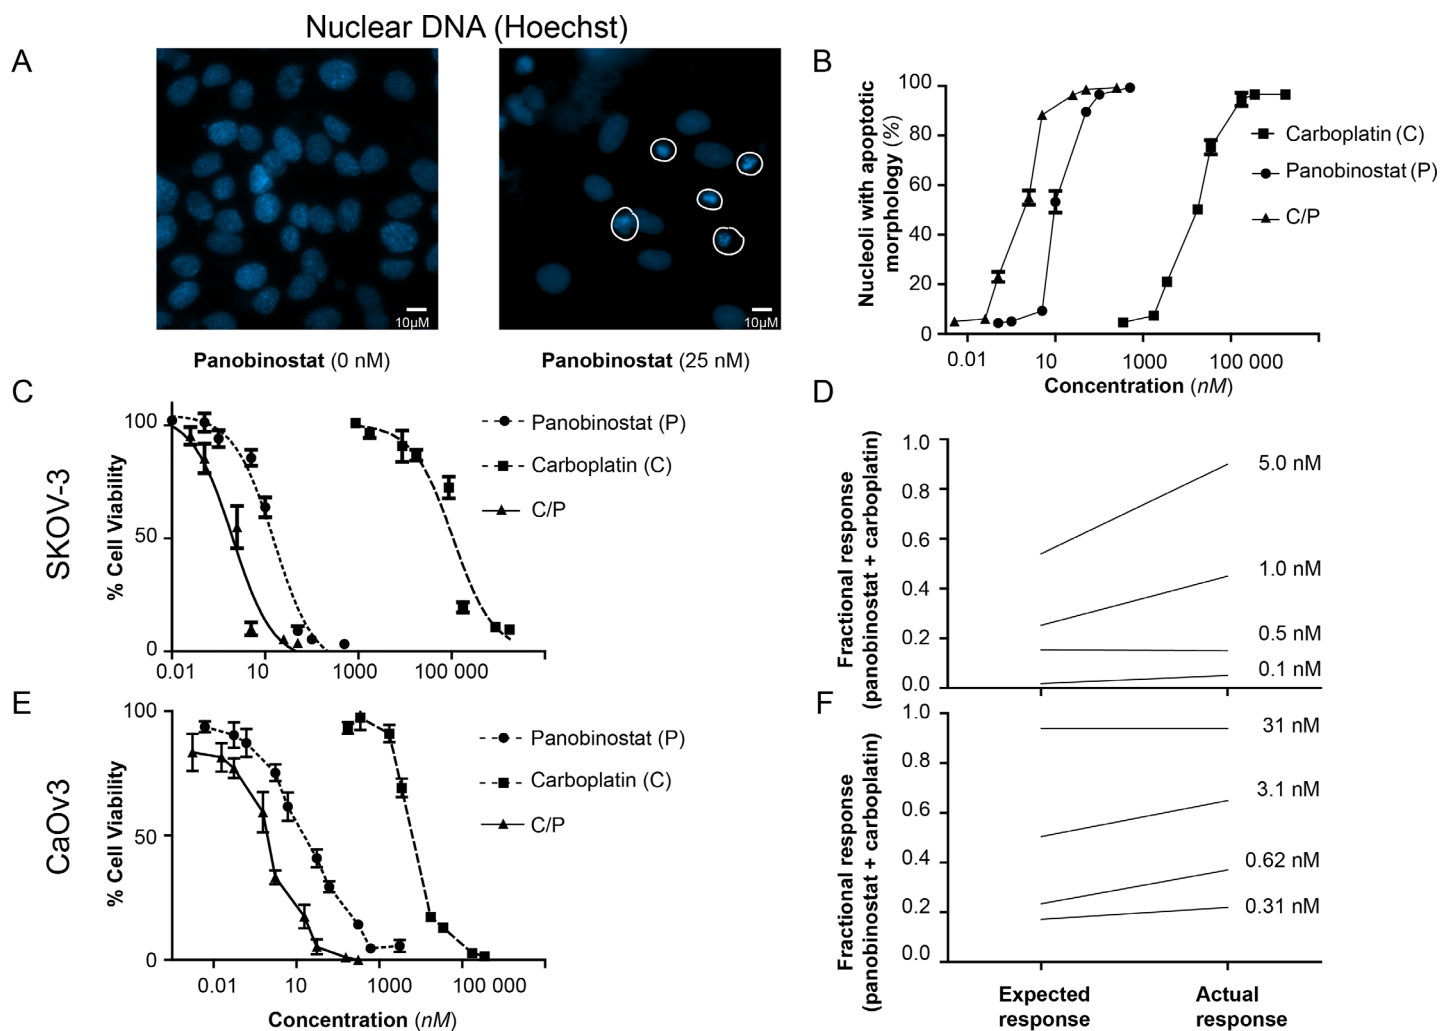 Nuclear DNA (Hoechst)
A
10µM
10µM
Panobinostat (0 nM)
Panobinostat (25 nM)
B
Nucleoli with apoptotic
morphology (%)
100
80
60
40
20
0
0.01
10
1000
100 000
Concentration (nM)
Carboplatin (C)
Panobinostat (P)
C/P
C
SKOV-3
% Cell Viability
100
50
0
0.01
10
1000
100 000
Panobinostat (P)
Carboplatin (C)
C/P
D
Fractional response
(panobinostat + carboplatin)
1.0
0.8
0.6
0.4
0.2
0.0
5.0 nM
1.0 nM
0.5 nM
0.1 nM
E
CaOv3
% Cell Viability
100
50
0
0.01
10
1000
100 000
Concentration (nM)
Panobinostat (P)
Carboplatin (C)
C/P
F
Fractional response
(panobinostat + carboplatin)
1.0
0.8
0.6
0.4
0.2
0.0
31 nM
3.1 nM
0.62 nM
0.31 nM
Expected
response
Actual
response